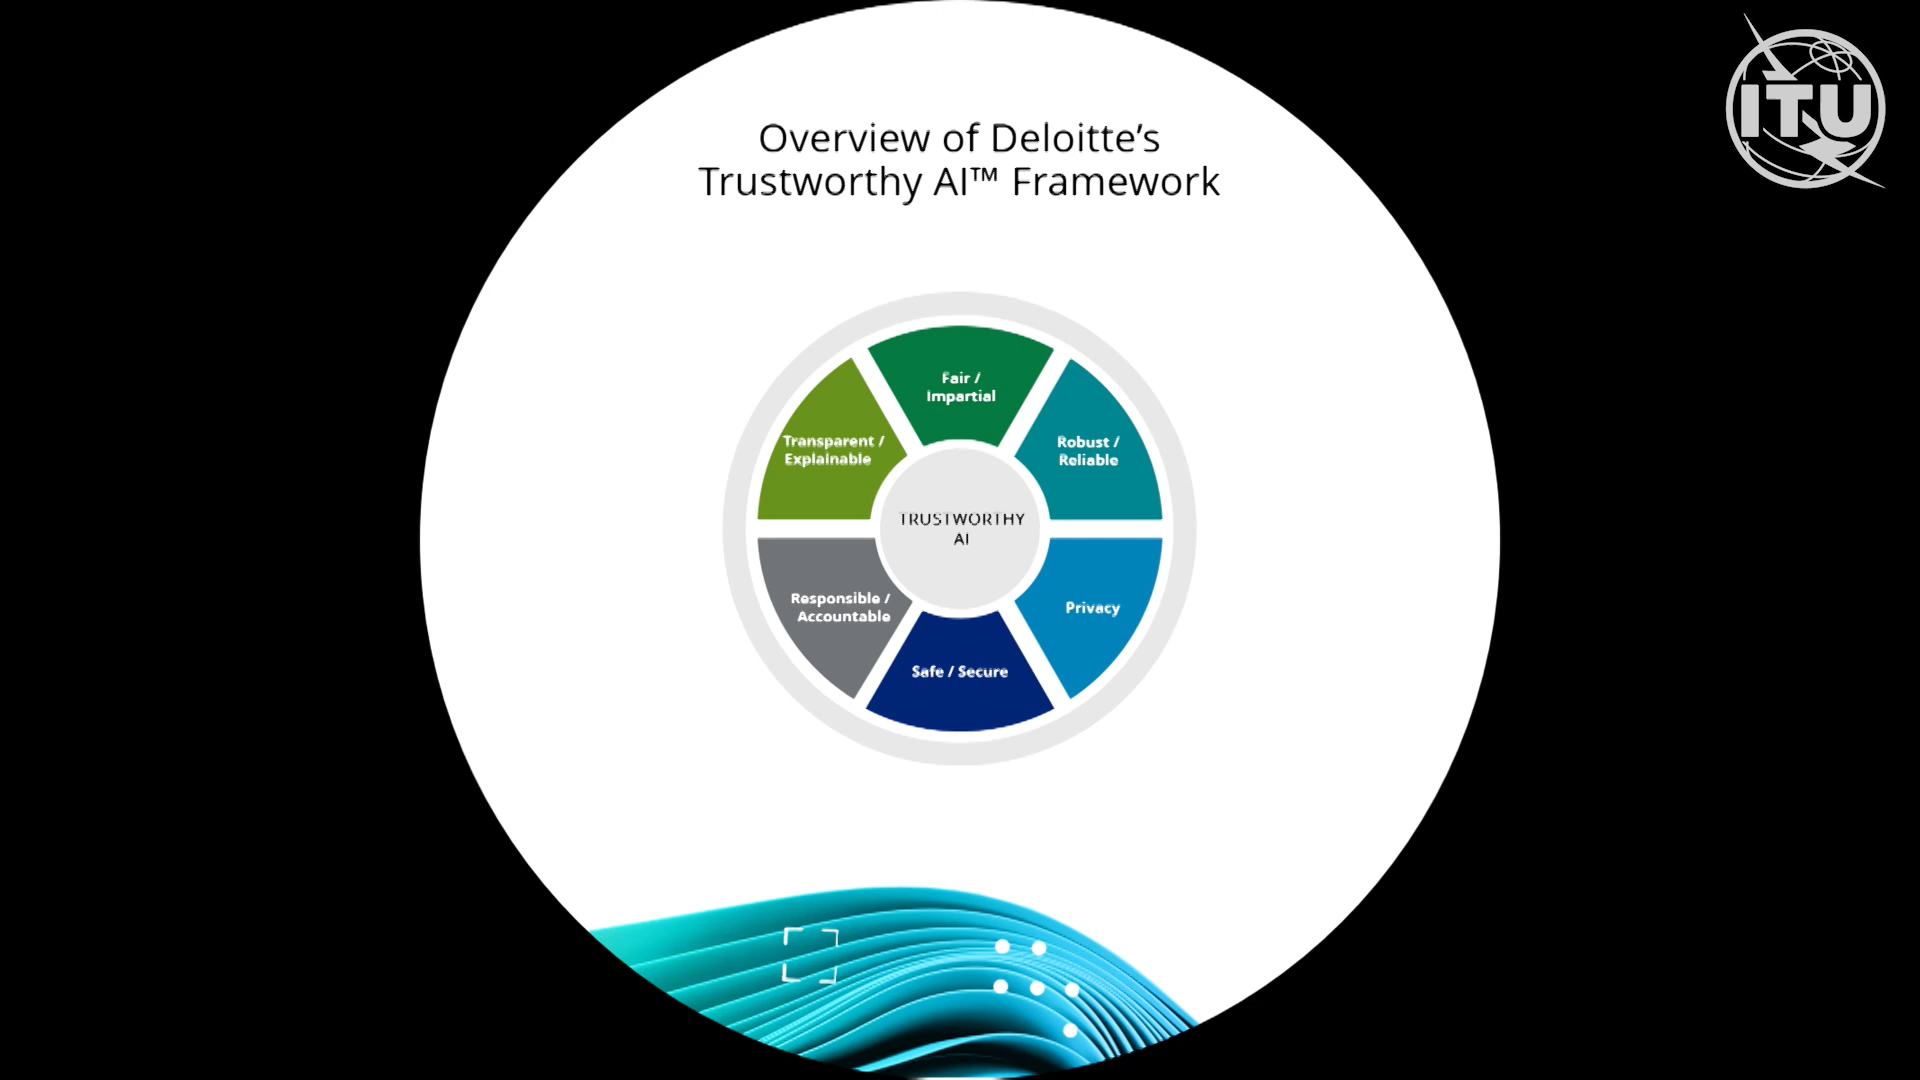 ITU
Overview of Deloitte’s
Trustworthy AI™ Framework
Fair /
Impartial
Transparent /
Explainable
Robust /
Reliable
TRUSTWORTHY
AI
Responsible /
Accountable
Privacy
Safe / Secure